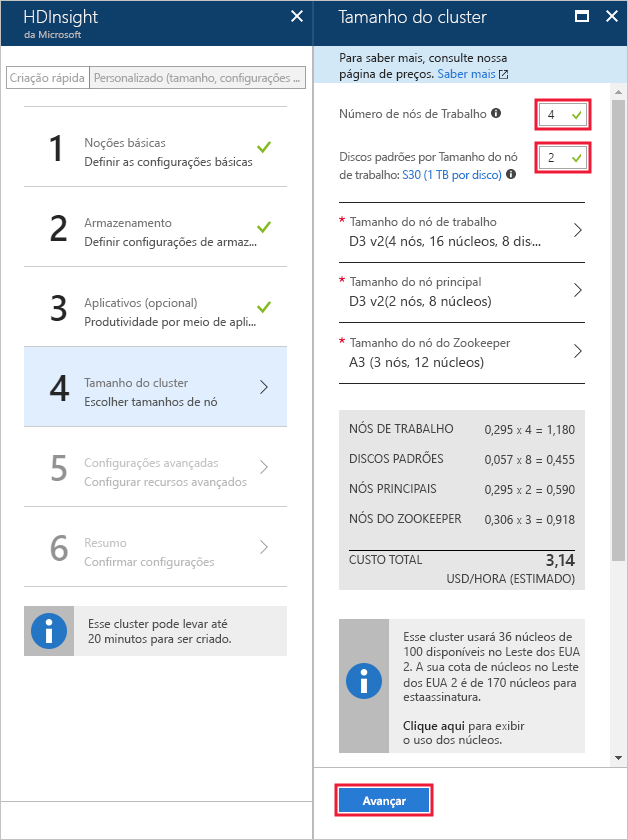 HDInsight
da Microsoft
Criação rápida
Personalizado (tamanho, configurações ...
1
Noções básicas
Definir as configurações básicas
2
Armazenamento
Definir configurações de armaz...
3
Aplicativos (opcional)
Produtividade por meio de apli...
4
Tamanho do cluster
Escolher tamanhos de nó
5
Configurações avançadas
Configurar recursos avançados
6
Resumo
Confirmar configurações
Esse cluster pode levar até
20 minutos para ser criado.
Tamanho do cluster
Para saber mais, consulte nossa
página de preços. Saber mais
Número de nós de Trabalho
4
Discos padrões por Tamanho do nó
de trabalho: S30 (1 TB por disco)
2
* Tamanho do nó de trabalho
D3 v2(4 nós, 16 núcleos, 8 dis-...
* Tamanho do nó principal
D3 v2(2 nós, 8 núcleos)
* Tamanho do nó do Zookeeper
A3 (3 nós, 12 núcleos)
NÓS DE TRABALHO 0,295 x 4 = 1,180
DISCOS PADRÕES 0,057 x 8 = 0,455
NÓS PRINCIPAIS 0,295 x 2 = 0,590
NÓS DO ZOOKEEPER 0,306 x 3 = 0,918
CUSTO TOTAL 3,14
USD/HORA (ESTIMADO)
Esse cluster usará 36 núcleos de
100 disponíveis no Leste dos EUA
2. A sua cota de núcleos no Leste
dos EUA 2 é de 170 núcleos para
estaassinatura.
Clique aqui para exibir
o uso dos núcleos.
Avançar